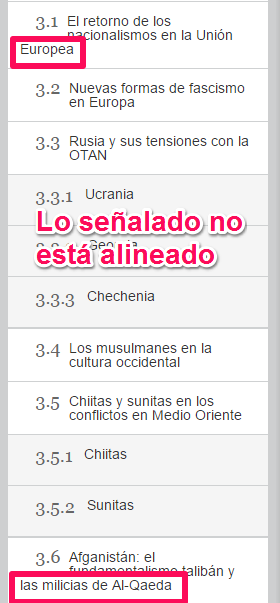 3.1 El retorno de los
nacionalismos en la Unión
Europea
3.2 Nuevas formas de fascismo
en Europa
3.3 Rusia y sus tensiones con la
OTAN
3.3.1 Ucrania
Lo señalado no
está alineado
3.3.3 Chechenia
3.4 Los musulmanes en la
cultura occidental
3.5 Chiitas y sunitas en los
conflictos en Medio Oriente
3.5.1 Chiitas
3.5.2 Sunitas
3.6 Afganistán: el
fundamentalismo talibán y
las milicias de Al-Qaeda